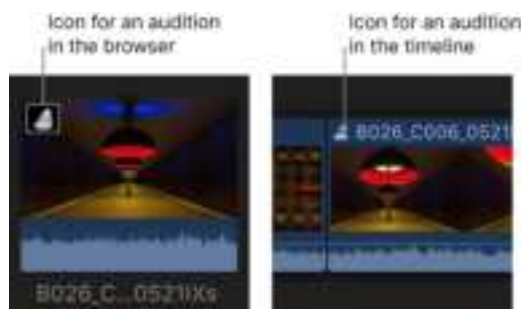 Icon for an audition
in the browser
Icon for an audition
in the timeline
B026_C006_0521
B026_C...0521IXs